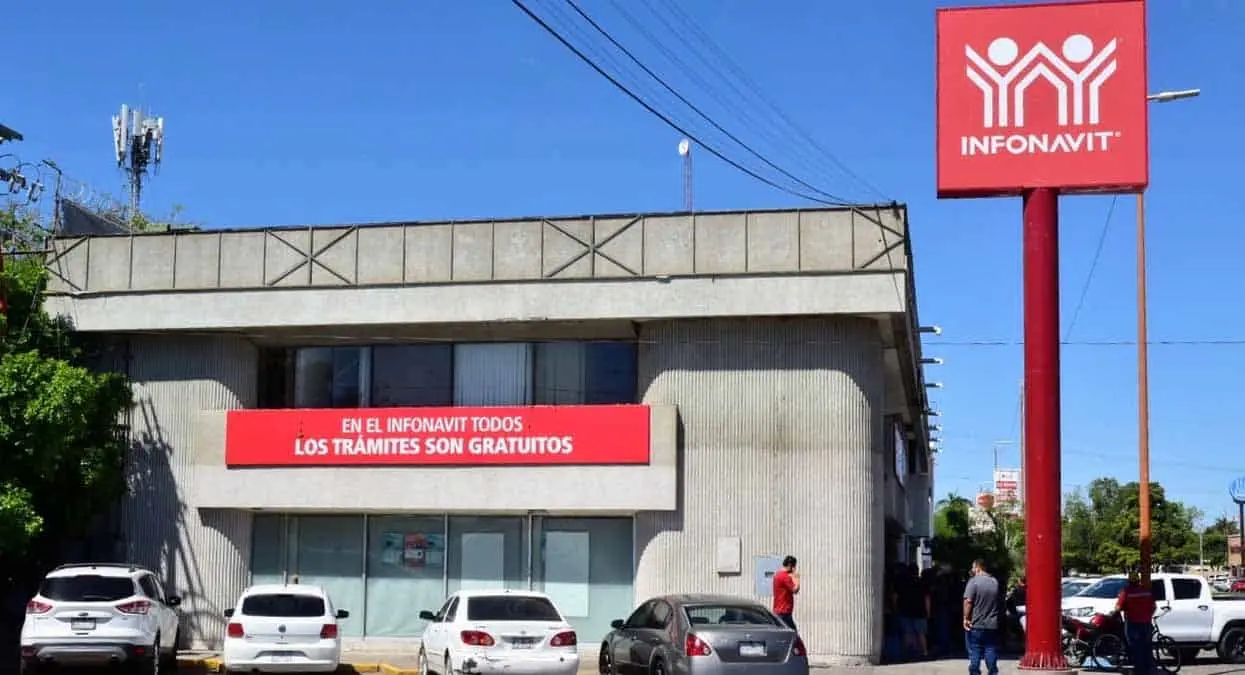 INFONAVIT
EN EL INFONAVIT TODOS
LOS TRÁMITES SON GRATUITOS